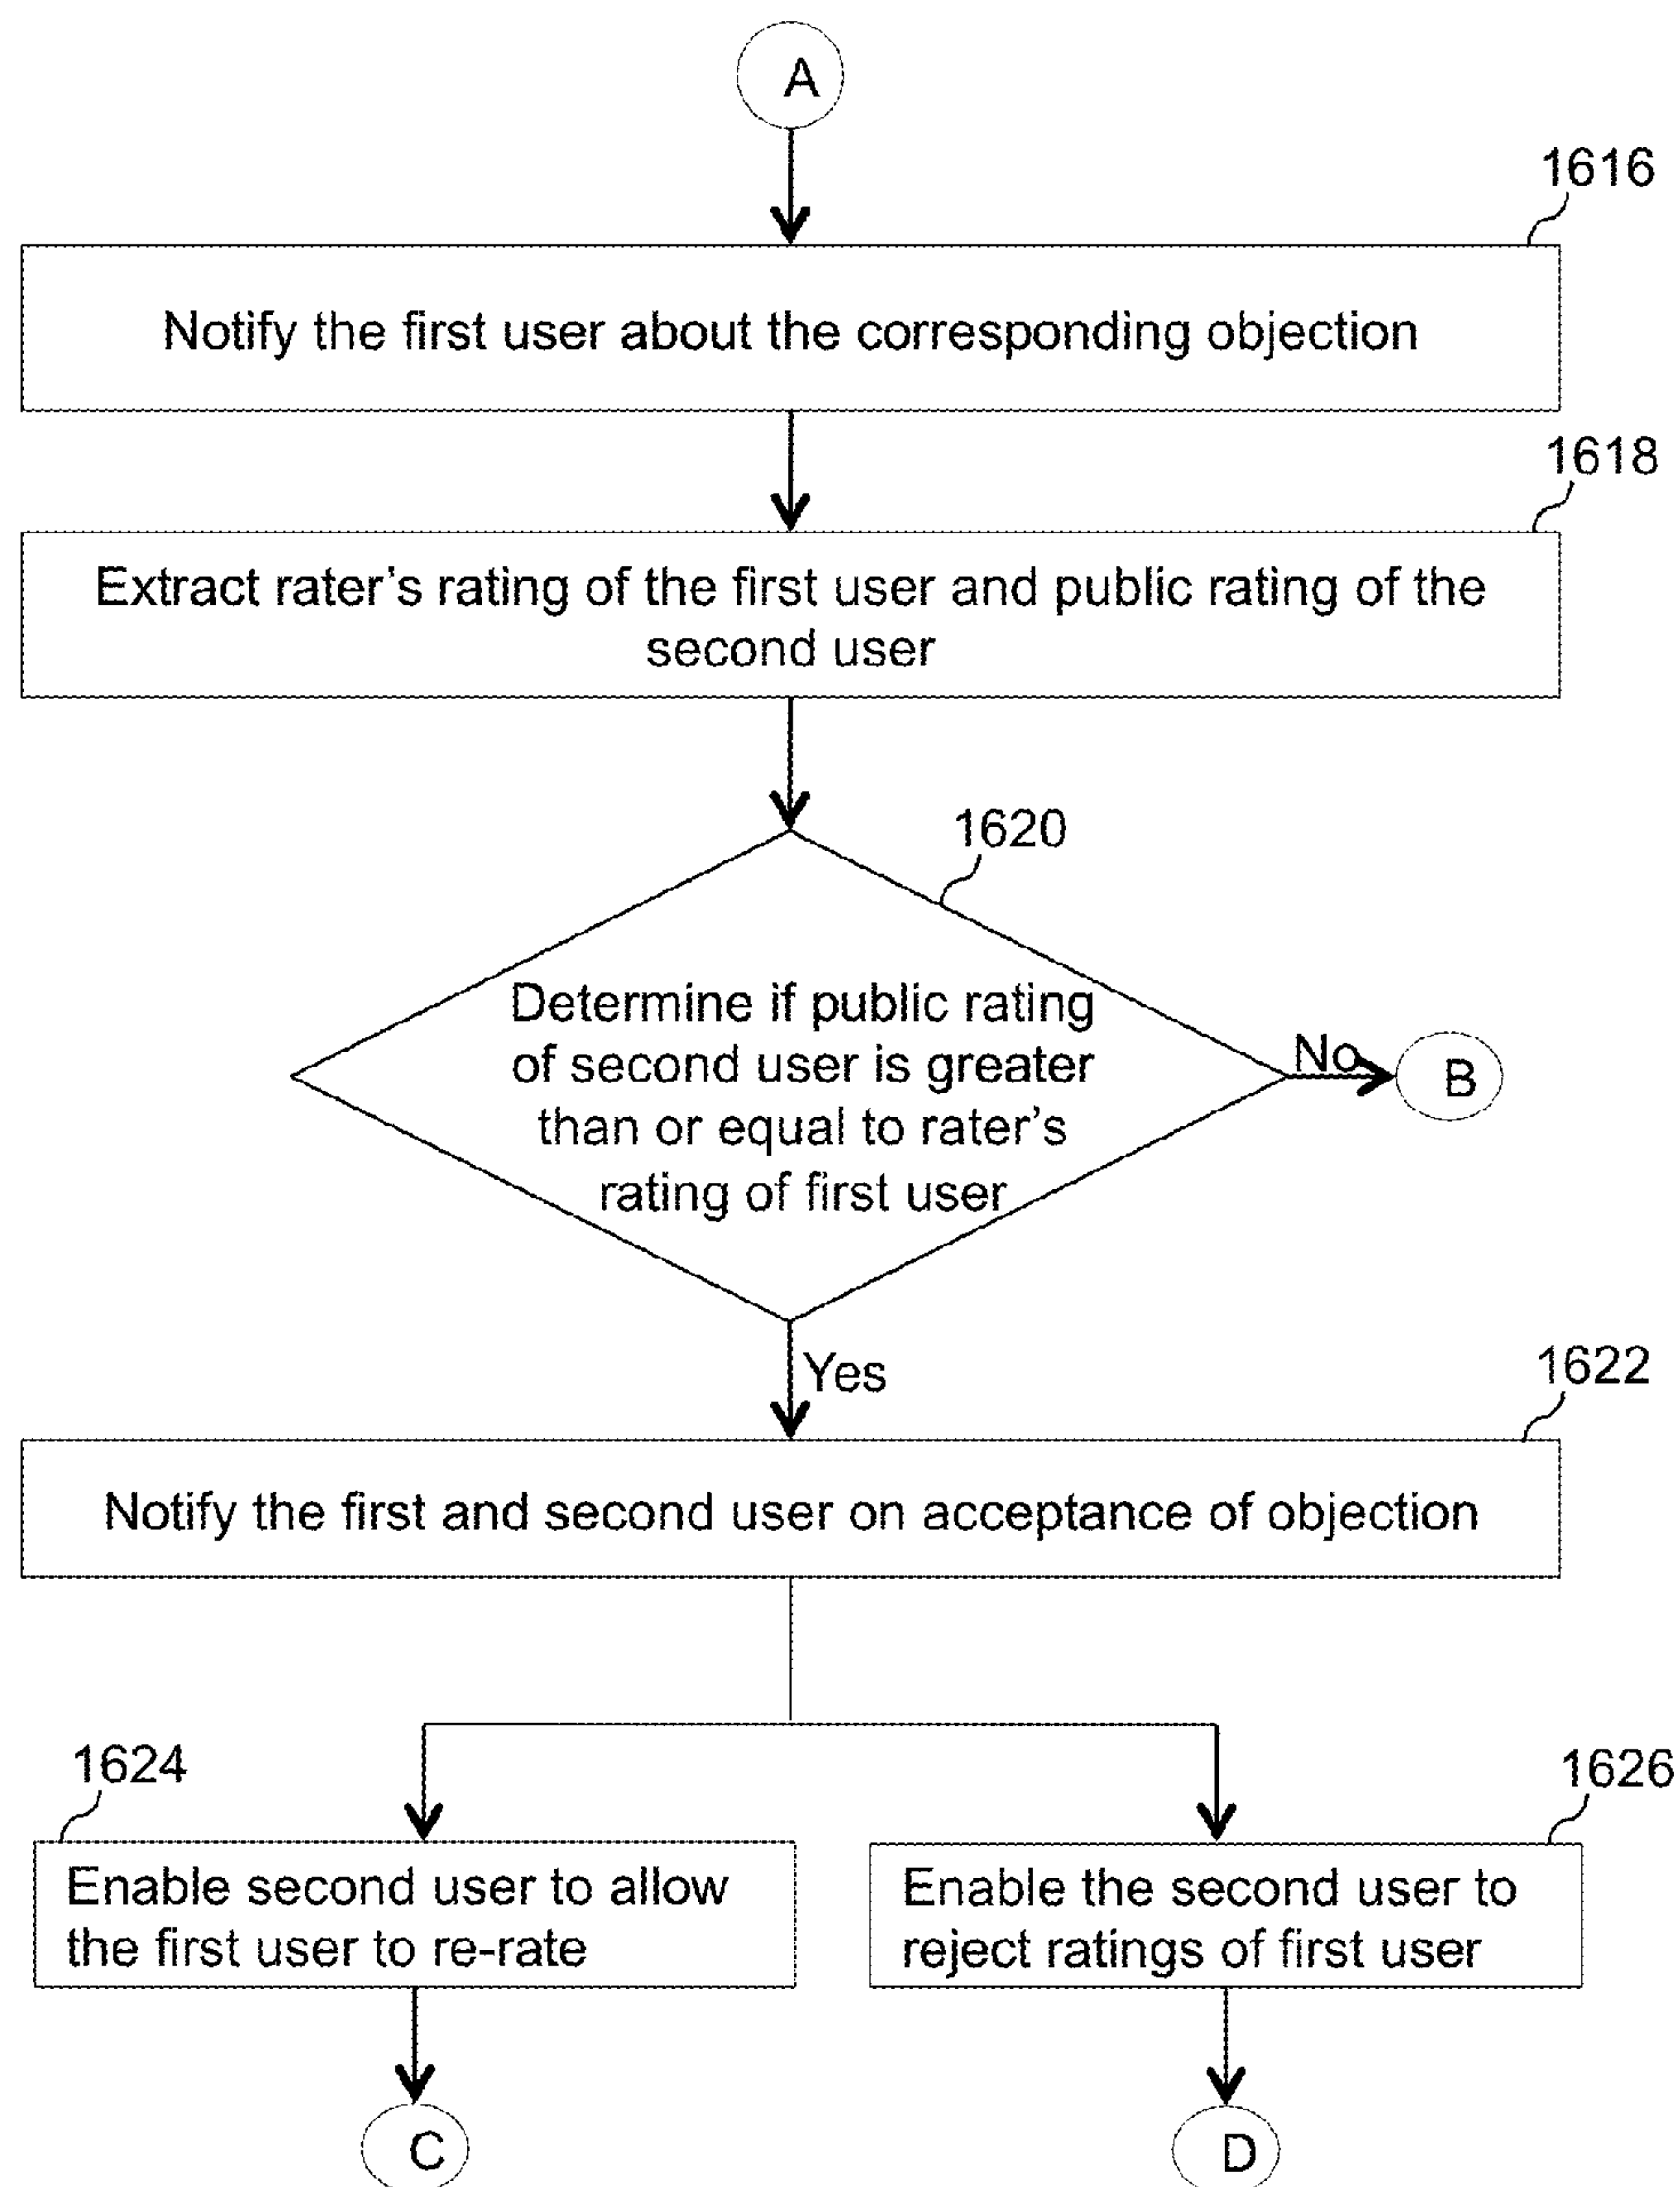 A
1616
Notify the first user about the corresponding objection
1618
Extract rater's rating of the first user and public rating of the
second user
1620
Determine if public rating
of second user is greater
than or equal to rater's
rating of first user
No
B
Yes
1622
Notify the first and second user on acceptance of objection
1624
1626
Enable second user to allow
the first user to re-rate
Enable the second user to
reject ratings of first user
C
D